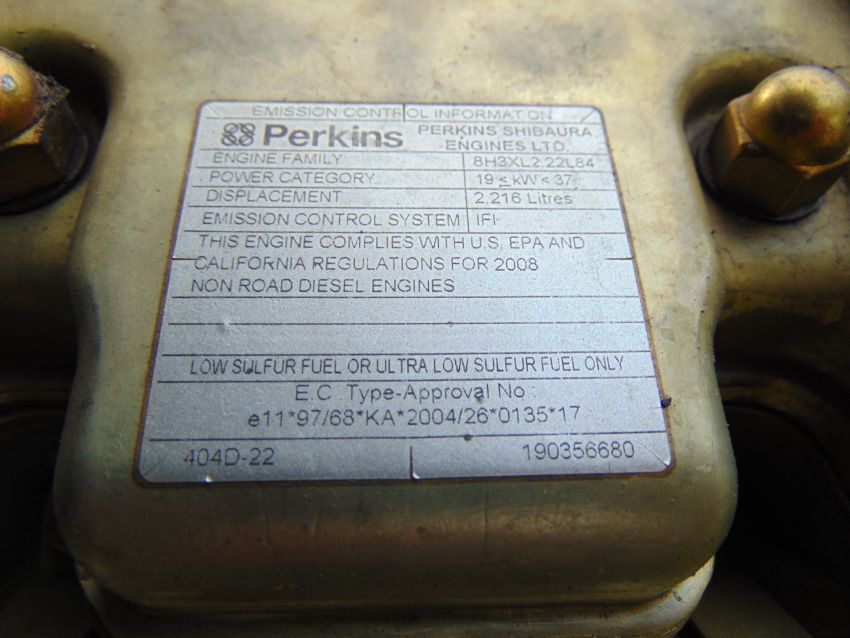 EMISSION CONTROL INFORMATION
Perkins PERKINS SHIBAURA
ENGINES LTD.
ENGINE FAMILY 8H3XL2.22L84
POWER CATEGORY 19 ≤ kW < 37
DISPLACEMENT 2.216 Litres
EMISSION CONTROL SYSTEM IFI
THIS ENGINE COMPLIES WITH U.S. EPA AND
CALIFORNIA REGULATIONS FOR 2008
NON ROAD DIESEL ENGINES
LOW SULFUR FUEL OR ULTRA LOW SULFUR FUEL ONLY
E.C Type-Approval No :
e11*97/68*KA*2004/26*0135*17
404D-22 190356680